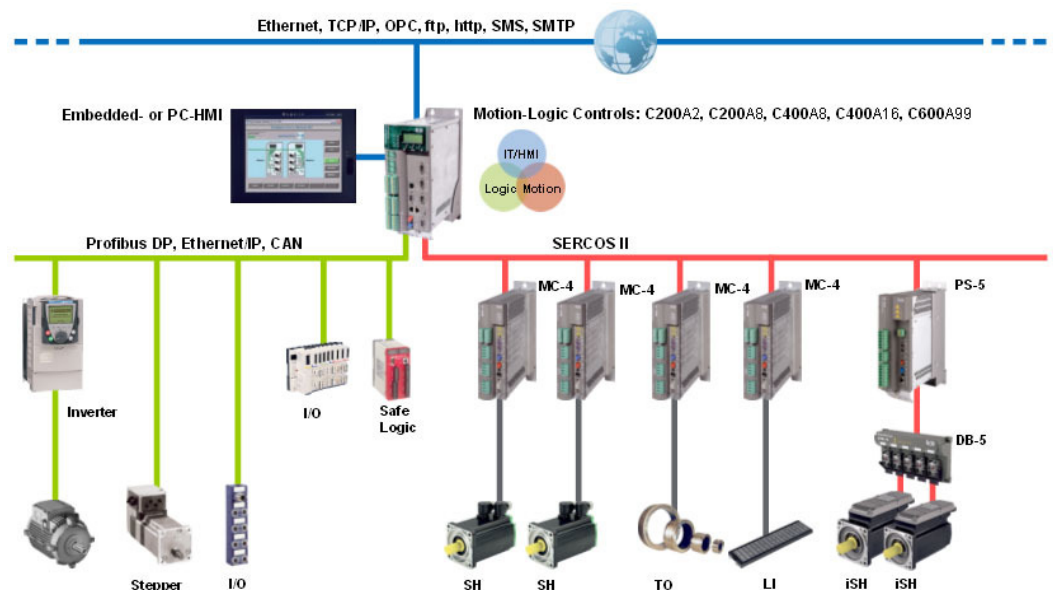 Ethernet, TCP/IP, OPC, ftp, http, SMS, SMTP
Embedded- or PC-HMI
Motion-Logic Controls: C200A2, C200A8, C400A8, C400A16, C600A99
IT/HMI
Logic
Motion
Profibus DP, Ethernet/IP, CAN
SERCOS II
MC-4
MC-4
MC-4
MC-4
PS-5
Inverter
I/O
Safe
Logic
DB-5
Stepper
I/O
SH
SH
TO
LI
iSH
iSH